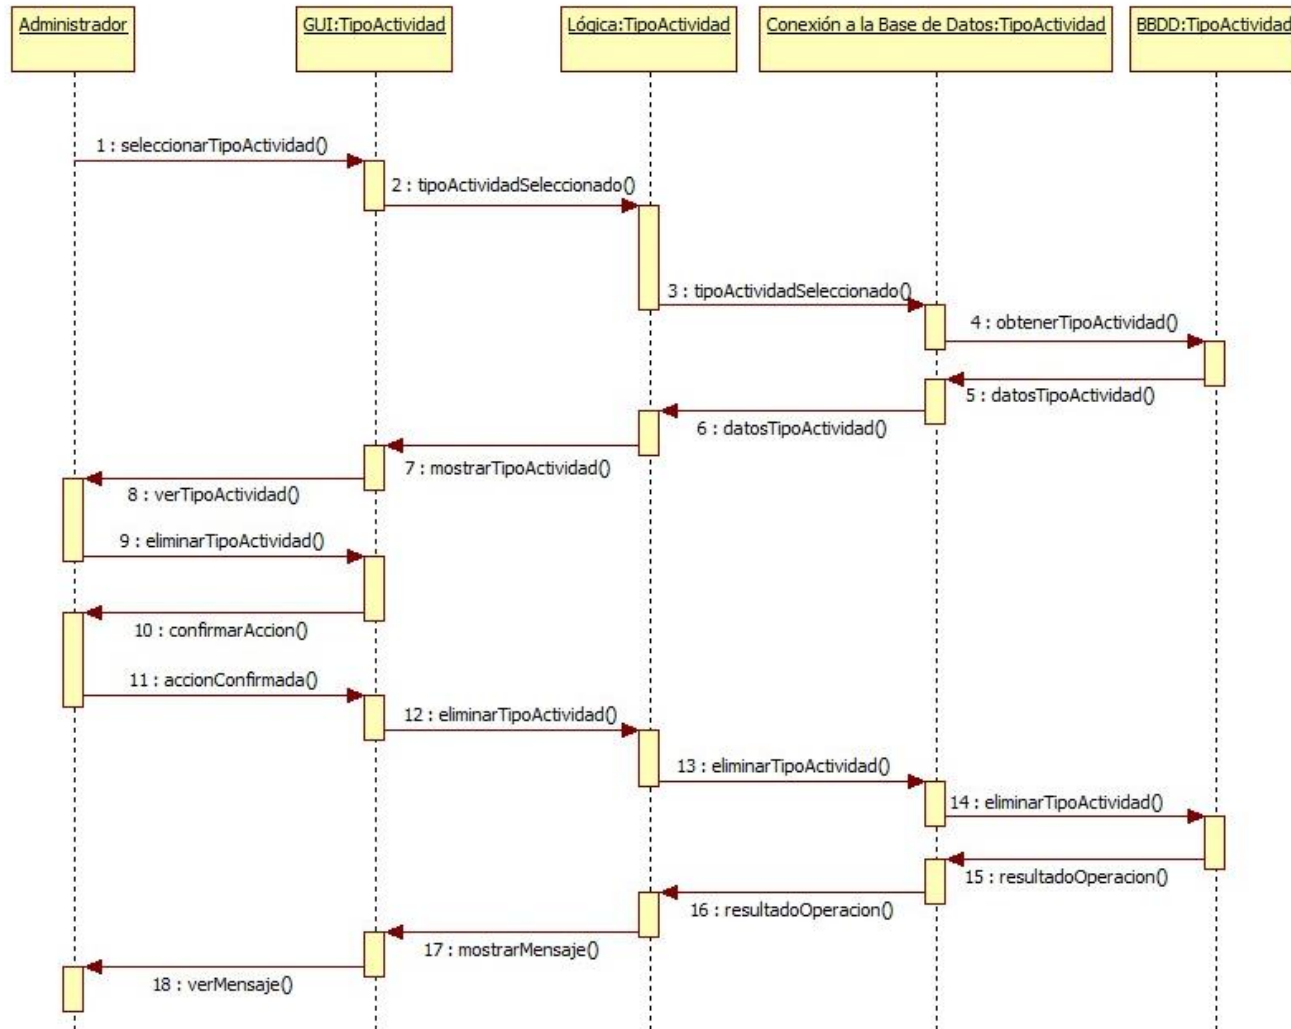 Administrador
GUI:TipoActividad
Lógica:TipoActividad
Conexión a la Base de Datos:TipoActividad
BBDD:TipoActividad
1 : seleccionarTipoActividad()
2 : tipoActividadSeleccionado()
3 : tipoActividadSeleccionado()
4 : obtenerTipoActividad()
5 : datosTipoActividad()
6 : datosTipoActividad()
7 : mostrarTipoActividad()
8 : verTipoActividad()
9 : eliminarTipoActividad()
10 : confirmarAccion()
11 : accionConfirmada()
12 : eliminarTipoActividad()
13 : eliminarTipoActividad()
14 : eliminarTipoActividad()
15 : resultadoOperacion()
16 : resultadoOperacion()
17 : mostrarMensaje()
18 : verMensaje()